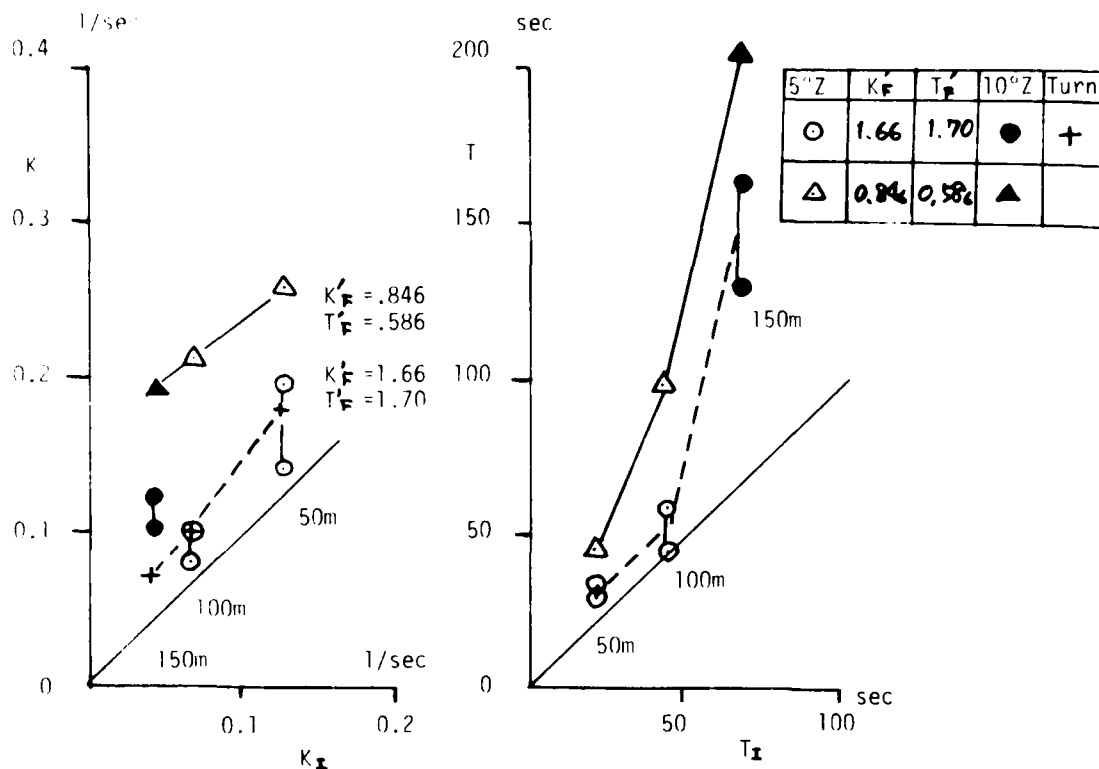 1/sec
0.4
K
0.3
0.2
0.1
0
K'F =.846
T'F =.586
K'F =1.66
T'F =1.70
50m
100m
150m
1/sec
0.1 0.2
KI
sec
200
T
150
100
50
0
150m
100m
50m
sec
50 100
TI
5°Z K'F T'F 10°Z Turn
1.66 1.70 +
0.846 0.586